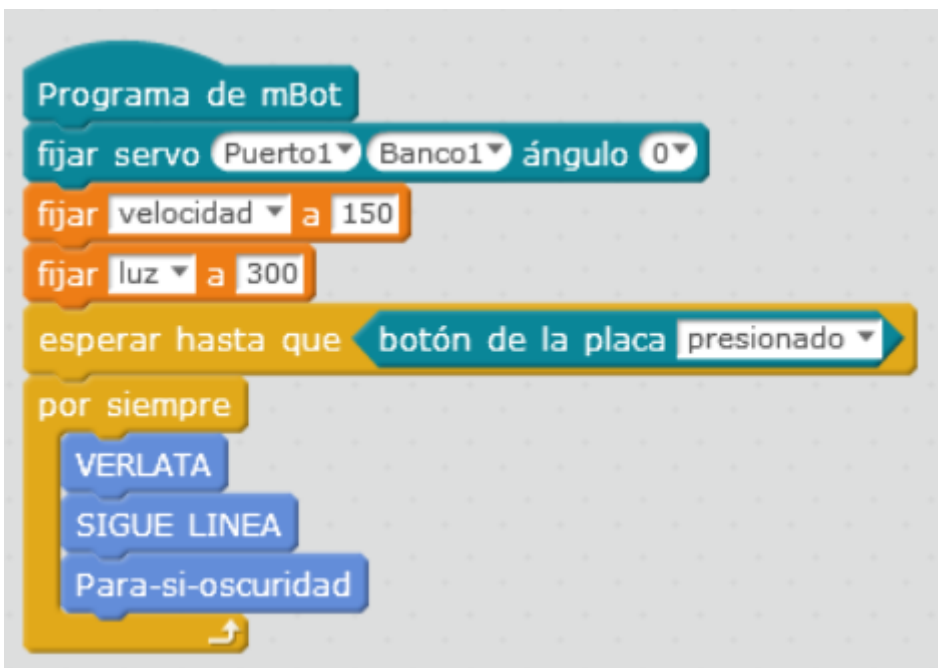 Programa de mBot
fijar servo Puerto1 Banco1 ángulo 0
fijar velocidad a 150
fijar luz a 300
esperar hasta que botón de la placa presionado
por siempre
VERLATA
SIGUE LINEA
Para-si-oscuridad